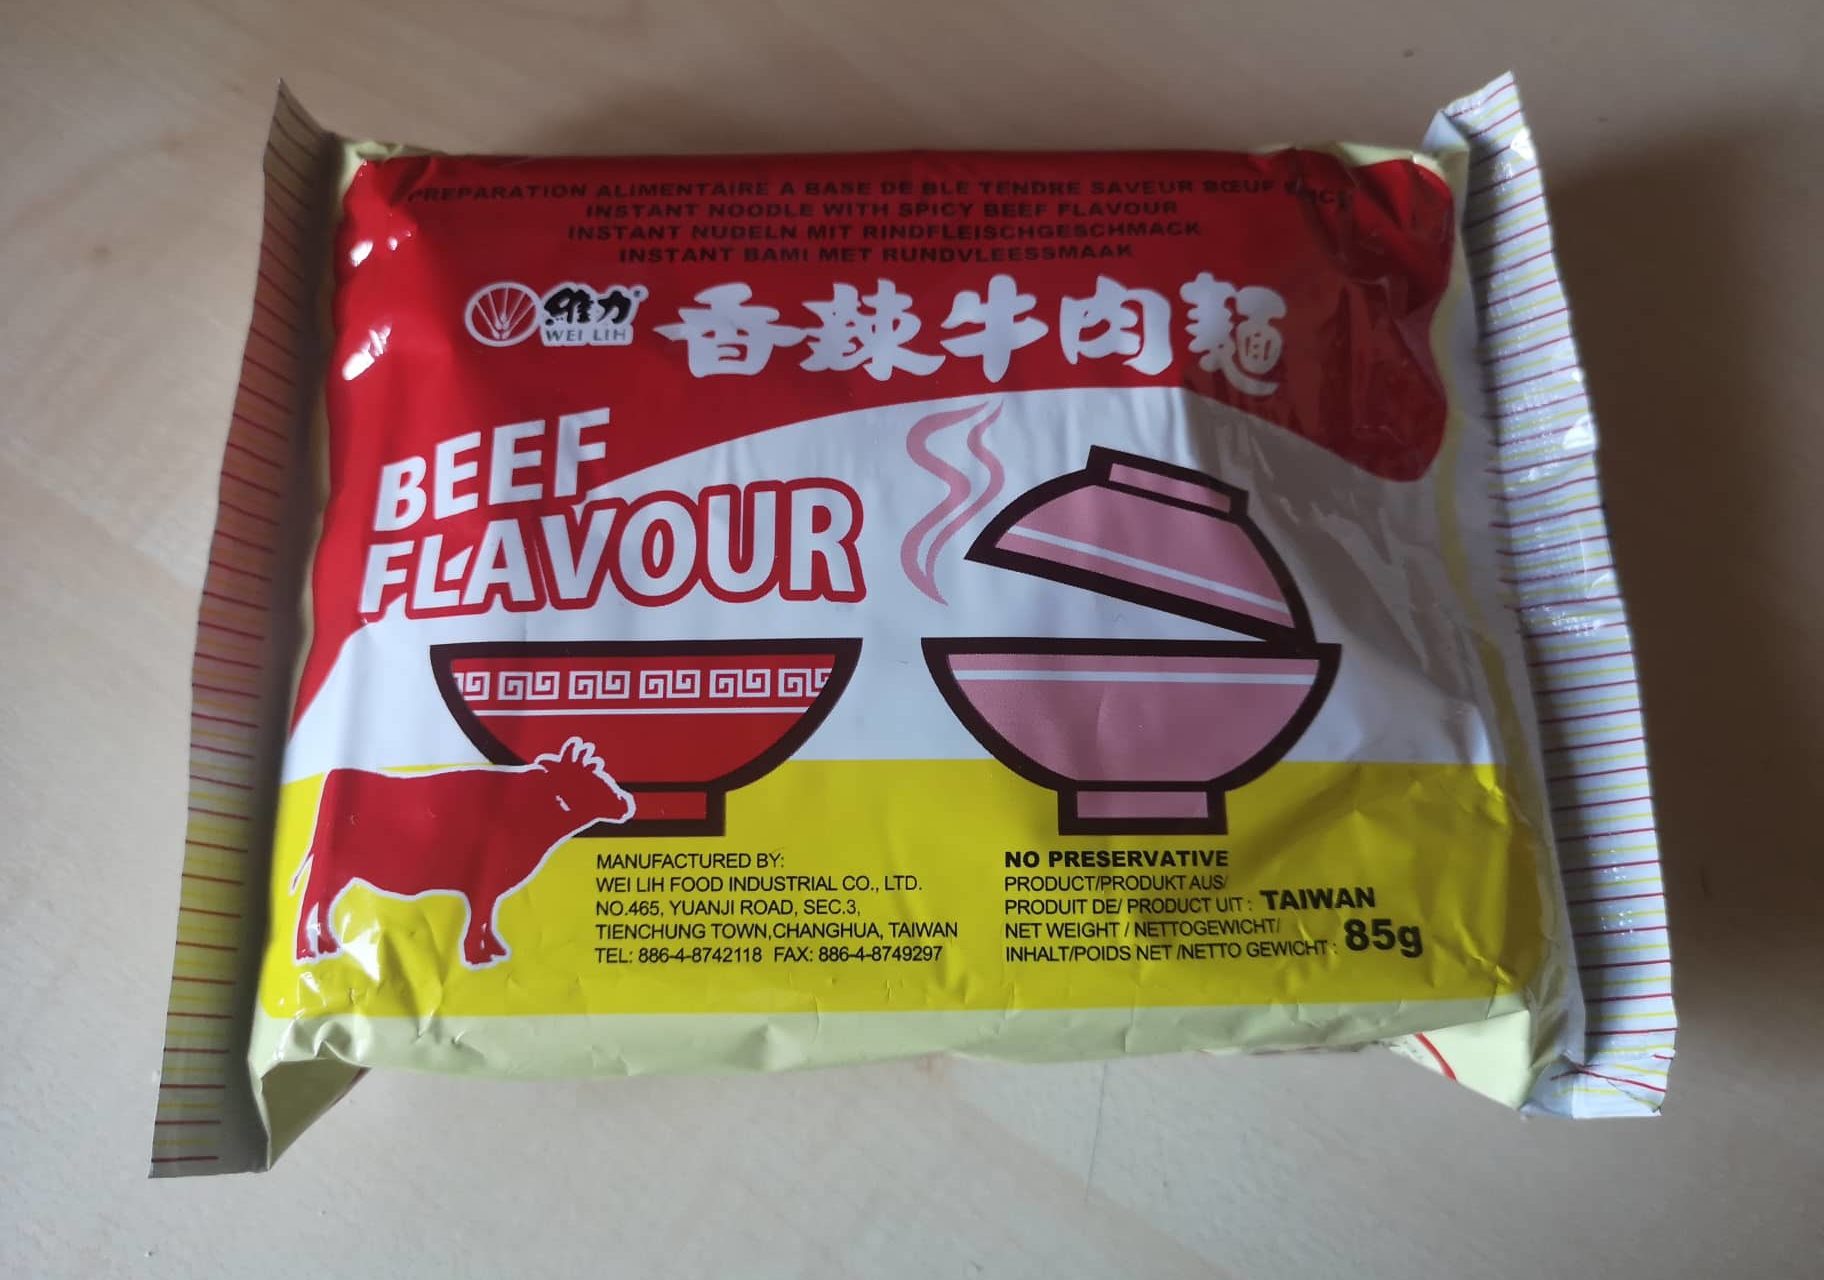 PREPARATION ALIMENTAIRE A BASE DE BLE TENDRE SAVEUR BŒUF
INSTANT NOODLE WITH SPICY BEEF FLAVOUR
INSTANT NUDELN MIT RINDFLEISCHGESCHMACK
INSTANT BAMI MET RUNDVLEESSMAAK
維力®
WEI LIH
香辣牛肉麵
BEEF
FLAVOUR
MANUFACTURED BY:
WEI LIH FOOD INDUSTRIAL CO., LTD.
NO.465, YUANJI ROAD, SEC.3,
TIENCHUNG TOWN,CHANGHUA, TAIWAN
TEL: 886-4-8742118 FAX: 886-4-8749297
NO PRESERVATIVE
PRODUCT/PRODUKT AUS/
PRODUIT DE/ PRODUCT UIT : TAIWAN
NET WEIGHT / NETTOGEWICHT/
INHALT/POIDS NET /NETTO GEWICHT : 85g